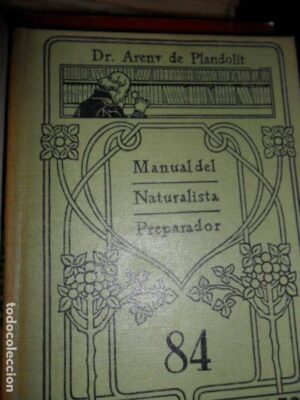 Dr. Areny de Plandolit
Manual del
Naturalista
Preparador
84
todocoleccion